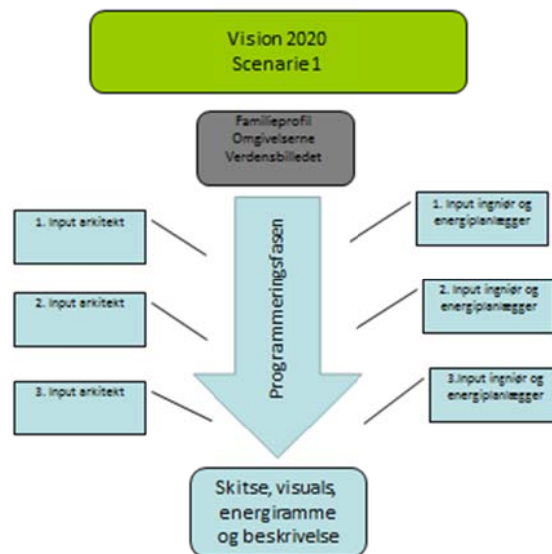 Vision 2020
Scenarie 1
Familieprofil
Omgivelserne
Verdensbilledet
1. Input arkitekt
1. Input ingniør og
energiplanlægger
Programmeringsfasen
2. Input arkitekt
2. Input ingniør og
energiplanlægger
3. Input arkitekt
3.Input ingniør og
energiplanlægger
Skitse, visuals,
energiramme
og beskrivelse